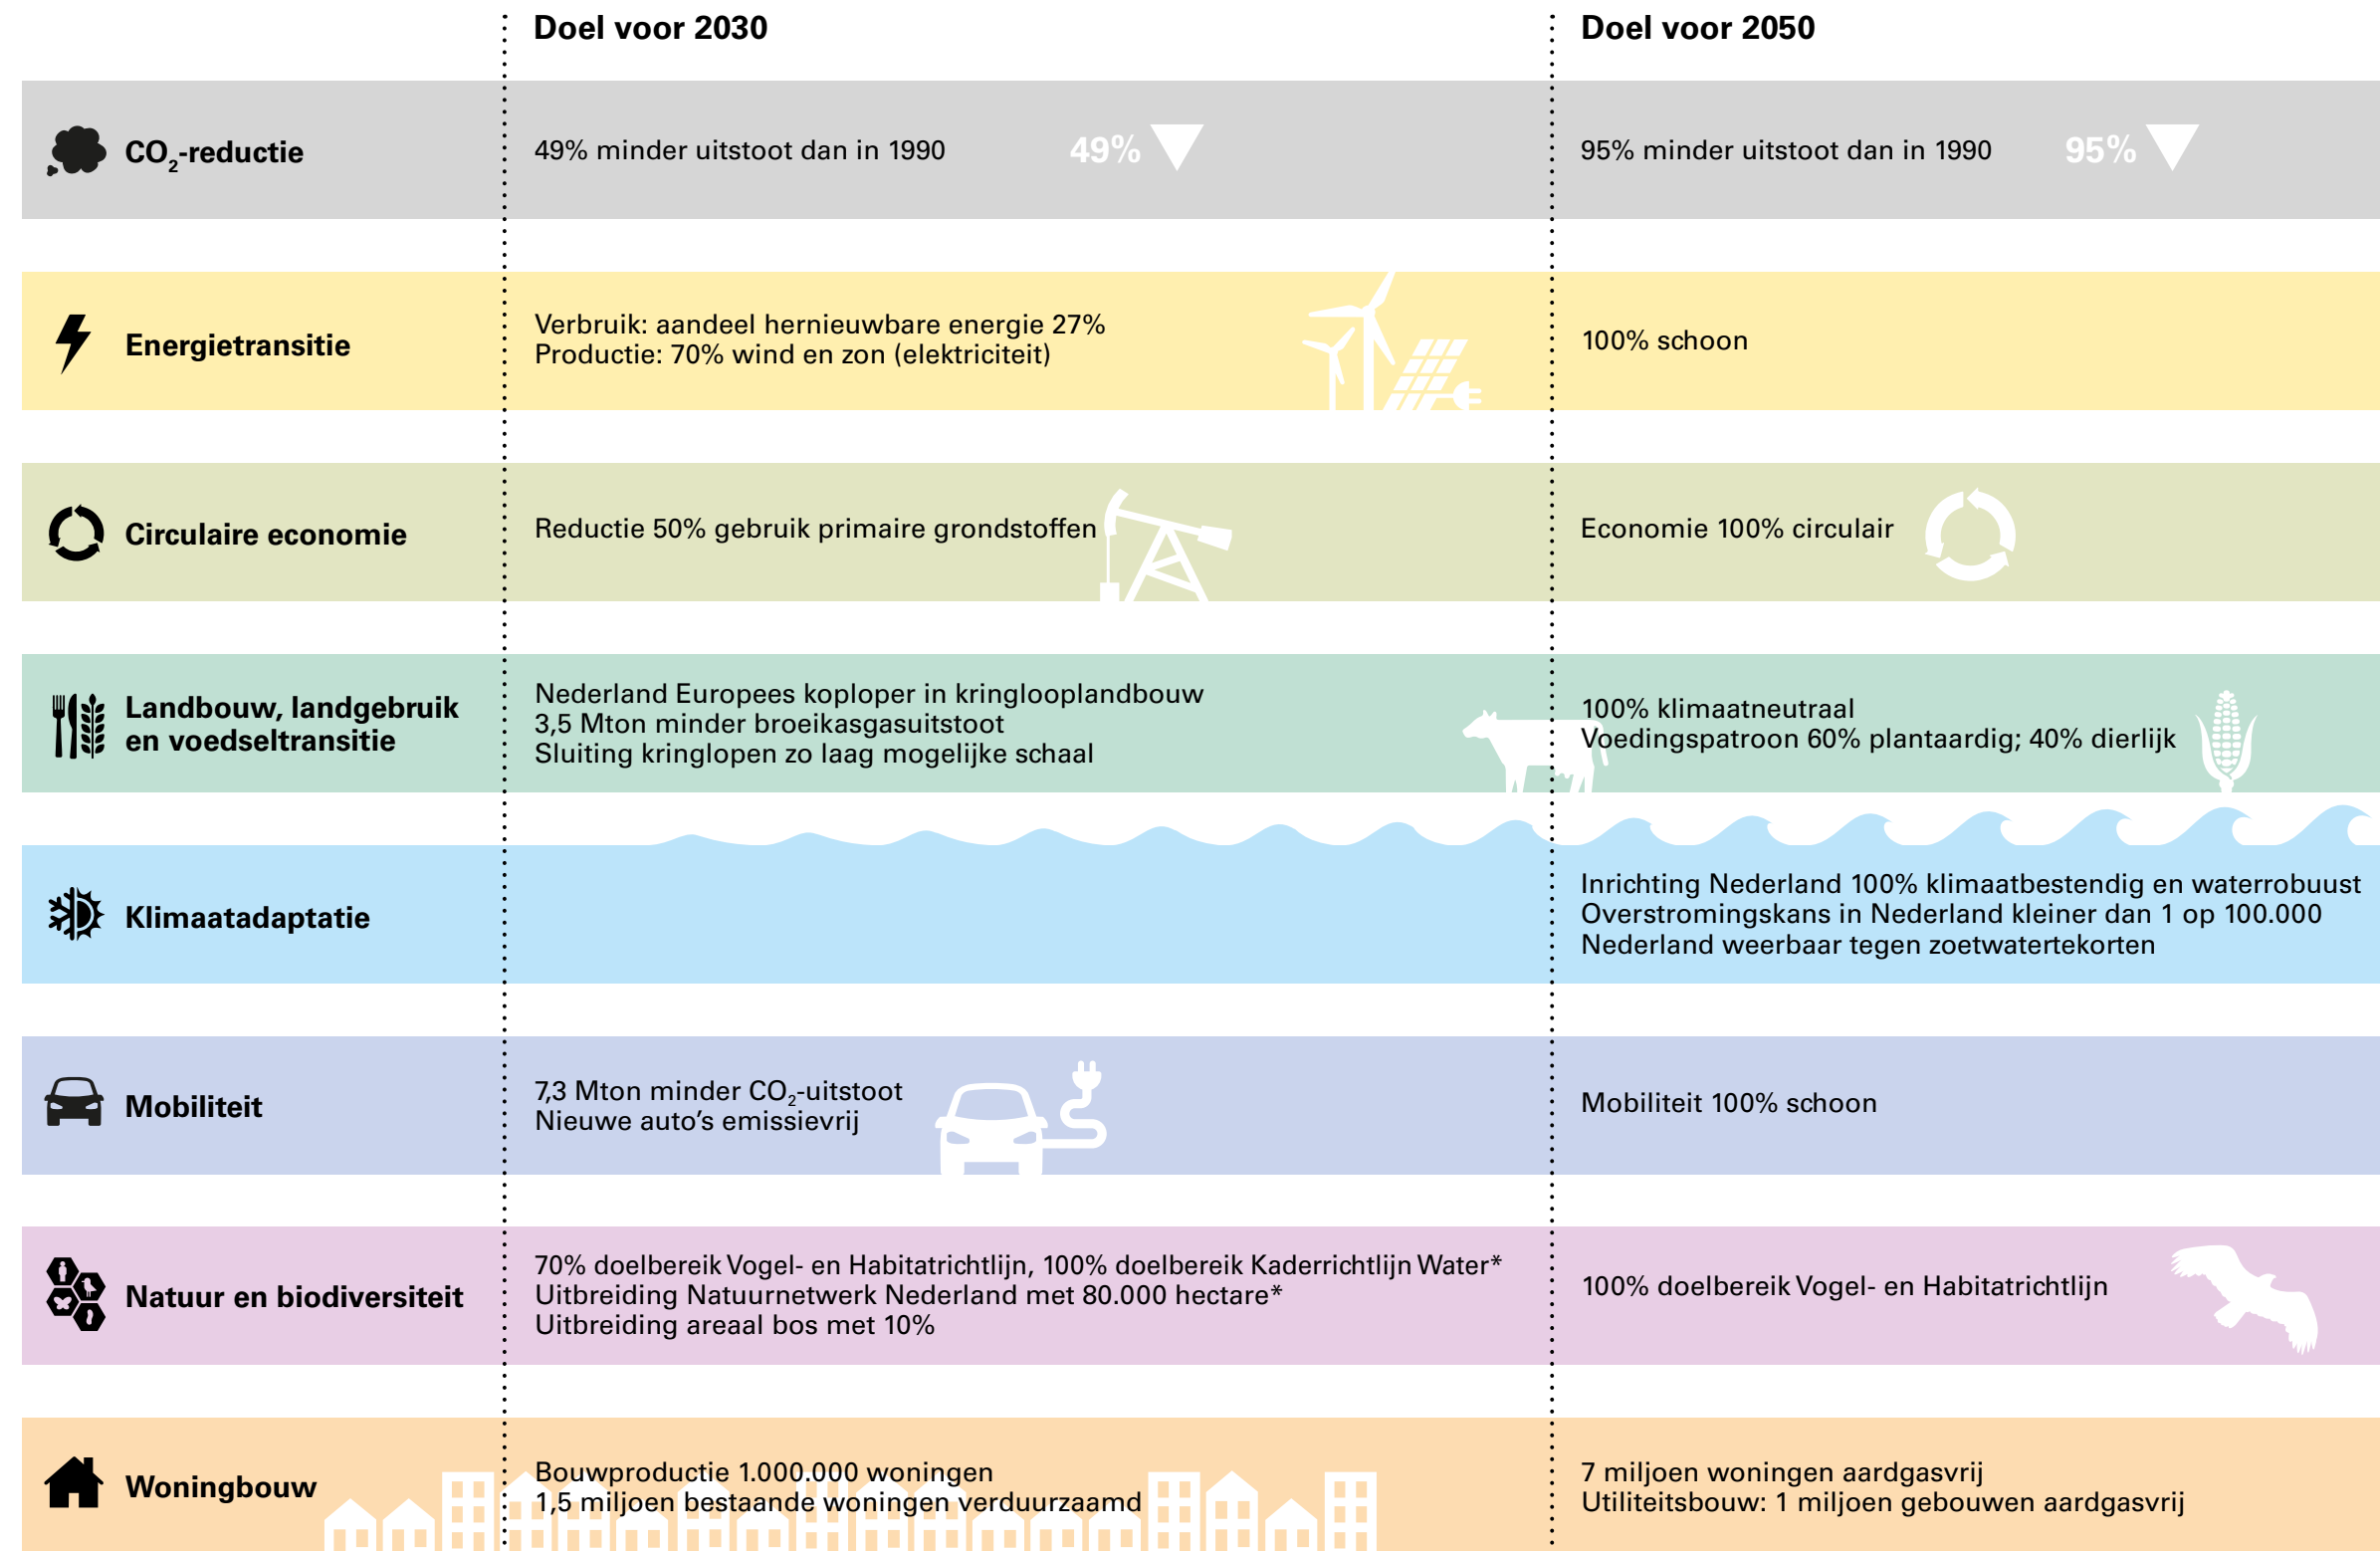 Doel voor 2030
Doel voor 2050
CO₂-reductie
49% minder uitstoot dan in 1990
49%
95% minder uitstoot dan in 1990
95%
Energietransitie
Verbruik: aandeel hernieuwbare energie 27%
Productie: 70% wind en zon (elektriciteit)
100% schoon
Circulaire economie
Reductie 50% gebruik primaire grondstoffen
Economie 100% circulair
Landbouw, landgebruik
en voedseltransitie
Nederland Europees koploper in kringlooplandbouw
3,5 Mton minder broeikasgasuitstoot
Sluiting kringlopen zo laag mogelijke schaal
100% klimaatneutraal
Voedingspatroon 60% plantaardig; 40% dierlijk
Klimaatadaptatie
Inrichting Nederland 100% klimaatbestendig en waterrobuust
Overstromingskans in Nederland kleiner dan 1 op 100.000
Nederland weerbaar tegen zoetwatertekorten
Mobiliteit
7,3 Mton minder CO₂-uitstoot
Nieuwe auto's emissievrij
Mobiliteit 100% schoon
Natuur en biodiversiteit
70% doelbereik Vogel- en Habitatrichtlijn, 100% doelbereik Kaderrichtlijn Water*
Uitbreiding Natuurnetwerk Nederland met 80.000 hectare*
Uitbreiding areaal bos met 10%
100% doelbereik Vogel- en Habitatrichtlijn
Woningbouw
Bouwproductie 1.000.000 woningen
1,5 miljoen bestaande woningen verduurzaamd
7 miljoen woningen aardgasvrij
Utiliteitsbouw: 1 miljoen gebouwen aardgasvrij